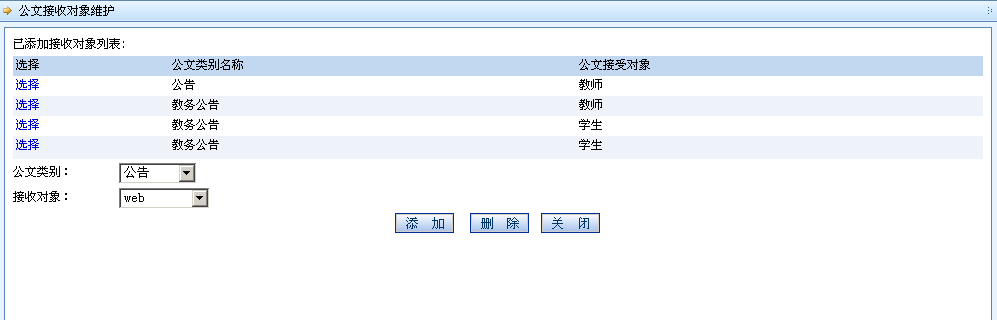 公文接收对象维护
已添加接收对象列表:
选择 公文类别名称 公文接受对象
选择 公告 教师
选择 教务公告 教师
选择 教务公告 学生
选择 教务公告 学生
公文类别： 公告
接收对象： web
添 加 删 除 关 闭